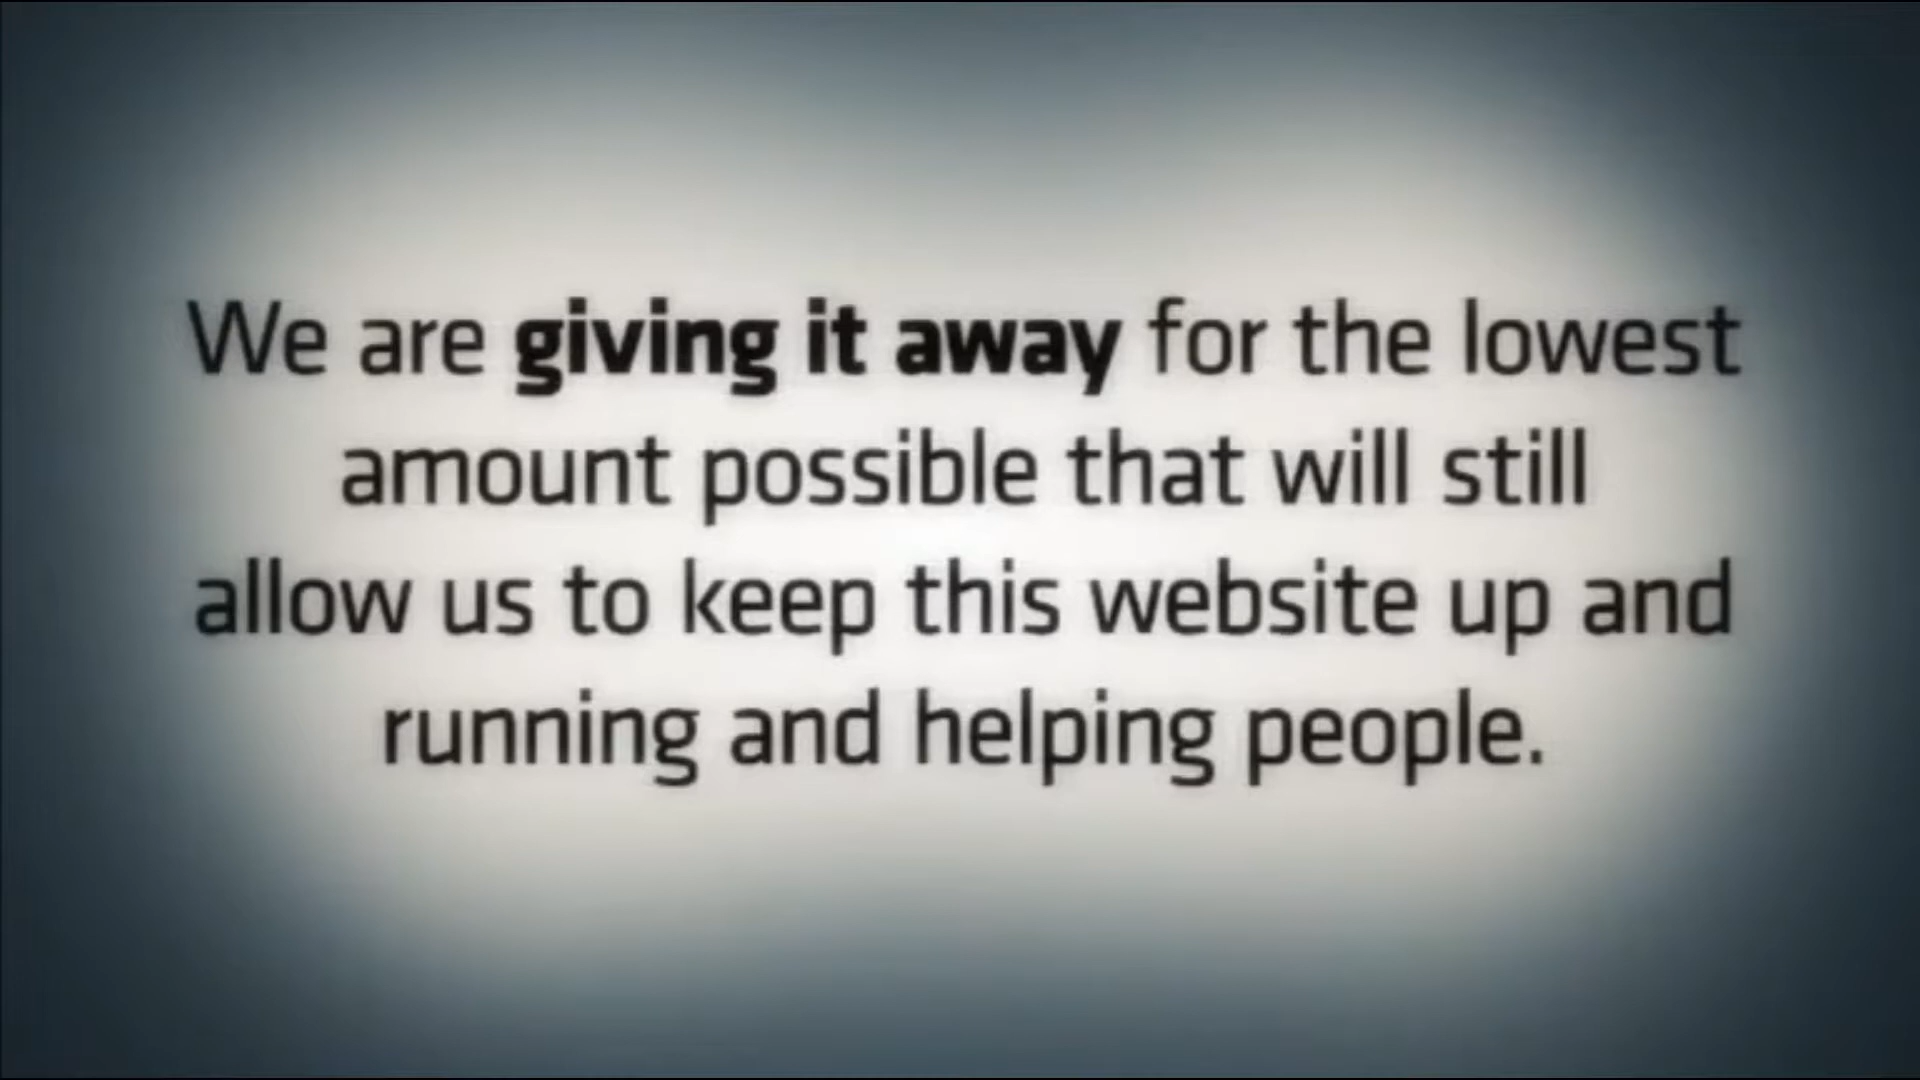 We are giving it away for the lowest
amount possible that will still
allow us to keep this website up and
running and helping people.